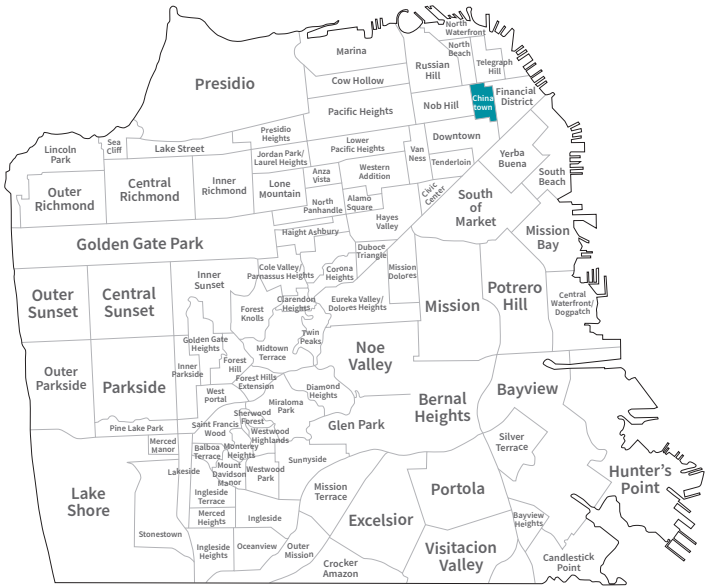 North
Waterfront
Marina
North
Beach
Russian
Hill
Telegraph
Hill
Presidio
Cow Hollow
Pacific Heights
Nob Hill
China
town
Financial
District
Presidio
Heights
Downtown
Lincoln
Park
Sea
Cliff
Lake Street
Jordan Park/
Laurel Heights
Lower
Pacific Heights
Van
Ness
Tenderloin
Yerba
Buena
South
Beach
Outer
Richmond
Central
Richmond
Inner
Richmond
Lone
Mountain
Anza
Vista
Western
Addition
North
Panhandle
Alamo
Square
Civic
Center
South
of
Market
Hayes
Valley
Haight Ashbury
Mission
Bay
Golden Gate Park
Duboce
Triangle
Inner
Sunset
Cole Valley/
Parnassus Heights
Corona
Heights
Mission
Dolores
Outer
Sunset
Central
Sunset
Clarendon
Heights
Eureka Valley/
Dolores Heights
Mission
Potrero
Hill
Central
Waterfront/
Dogpatch
Forest
Knolls
Twin
Peaks
Golden Gate
Heights
Midtown
Terrace
Noe
Valley
Outer
Parkside
Parkside
Inner
Parkside
Forest
Hill
Forest Hills
Extension
West
Portal
Diamond
Heights
Bayview
Miraloma
Park
Bernal
Heights
Sherwood
Forest
Glen Park
Pine Lake Park
Saint Francis
Wood
Westwood
Highlands
Merced
Manor
Balboa
Terrace
Monterey
Heights
Silver
Terrace
Sunnyside
Lakeside
Mount
Davidson
Manor
Westwood
Park
Hunter's
Point
Lake
Shore
Ingleside
Terrace
Mission
Terrace
Portola
Merced
Heights
Ingleside
Excelsior
Bayview
Heights
Stonestown
Ingleside
Heights
Oceanview
Outer
Mission
Visitacion
Valley
Crocker
Amazon
Candlestick
Point